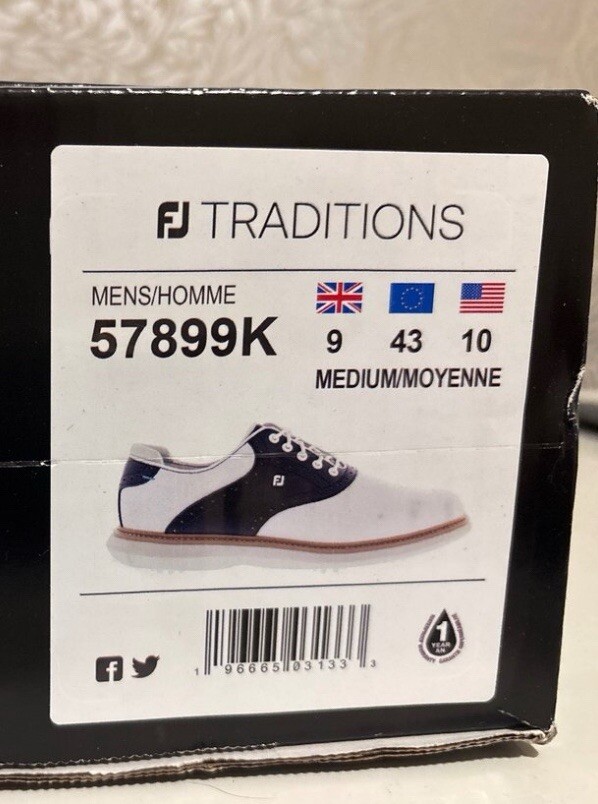 FJ TRADITIONS
MENS/HOMME
57899K
9 43 10
MEDIUM/MOYENNE
FJ
1 96665 03133 3
1
YEAR
AN